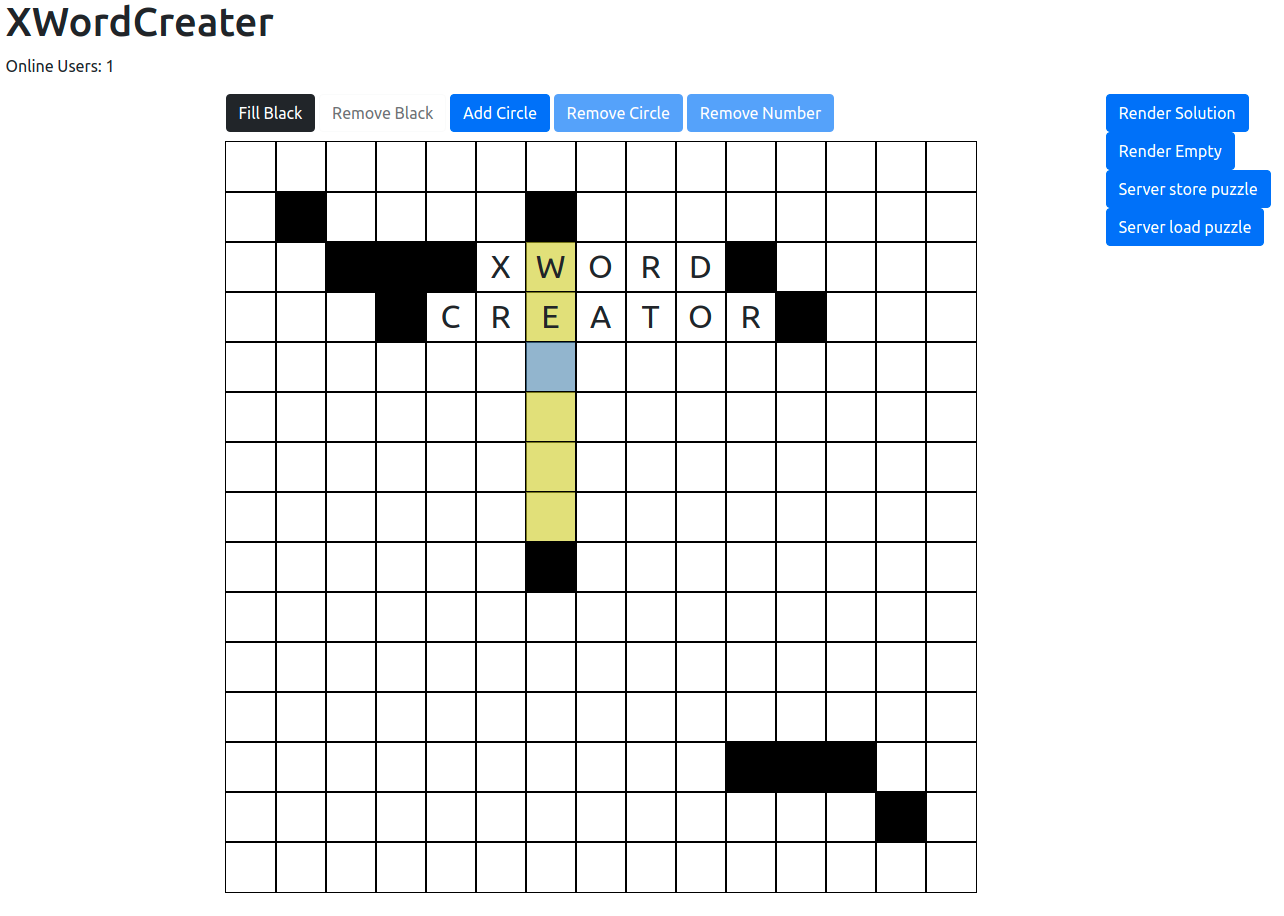 XWordCreater
Online Users: 1
Fill Black Remove Black Add Circle Remove Circle Remove Number
Render Solution
Render Empty
Server store puzzle
Server load puzzle
X W O R D
C R E A T O R